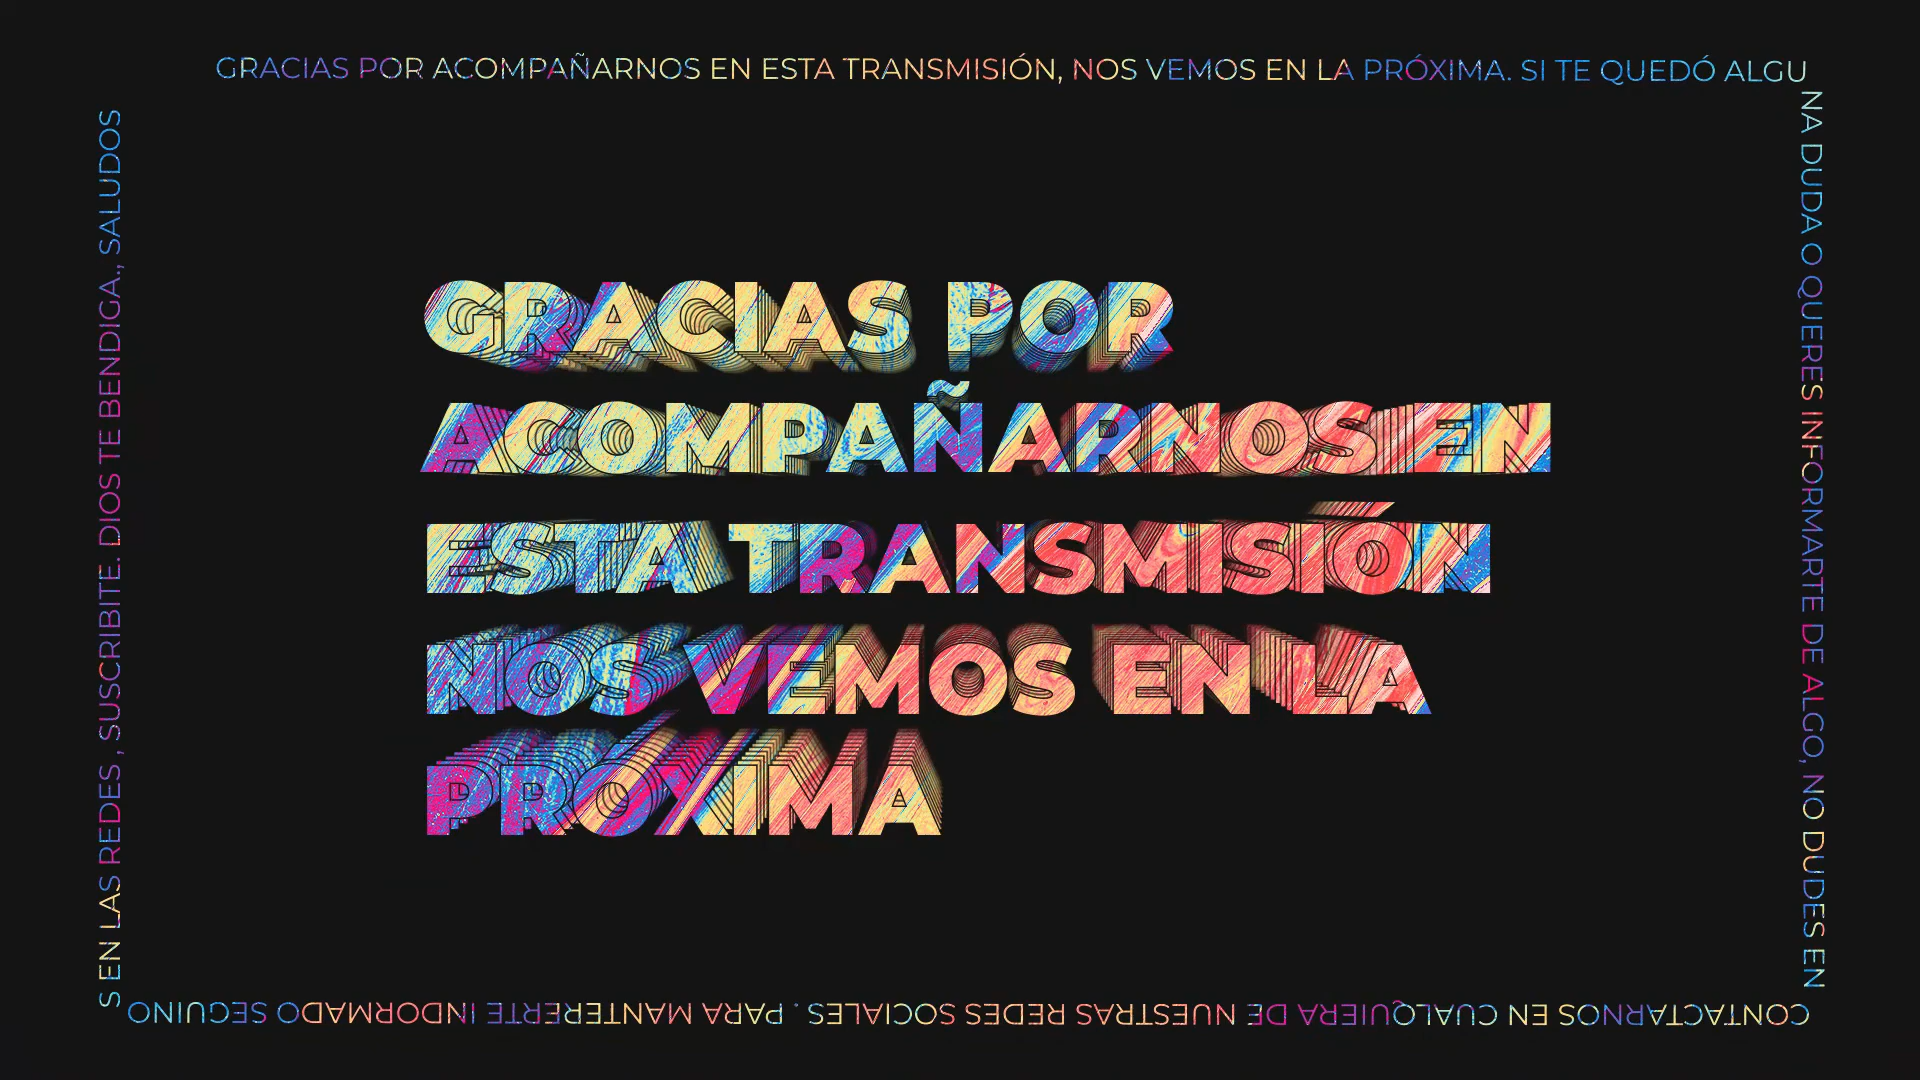 GRACIAS POR ACOMPAÑARNOS EN ESTA TRANSMISIÓN, NOS VEMOS EN LA PRÓXIMA. SI TE QUEDÓ ALGU
NA DUDA O QUERES INFORMARTE DE ALGO, NO DUDES EN
CONTACTARNOS EN CUALQUIERA DE NUESTRAS REDES SOCIALES . PARA MANTERERTE INDORMADO SEGUINO
S EN LAS REDES , SUSCRIBITE. DIOS TE BENDIGA., SALUDOS
GRACIAS POR
ACOMPAÑARNOS EN
ESTA TRANSMISIÓN
NOS VEMOS EN LA
PRÓXIMA